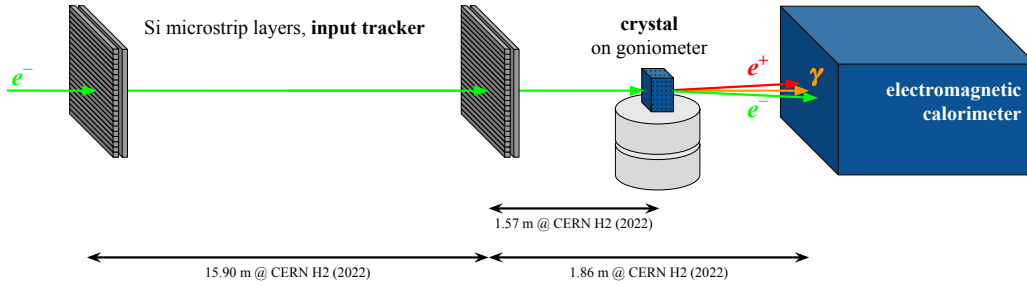 Si microstrip layers, input tracker
crystal
on goniometer
e⁻
e⁺
γ
e⁻
electromagnetic
calorimeter
1.57 m @ CERN H2 (2022)
15.90 m @ CERN H2 (2022)
1.86 m @ CERN H2 (2022)